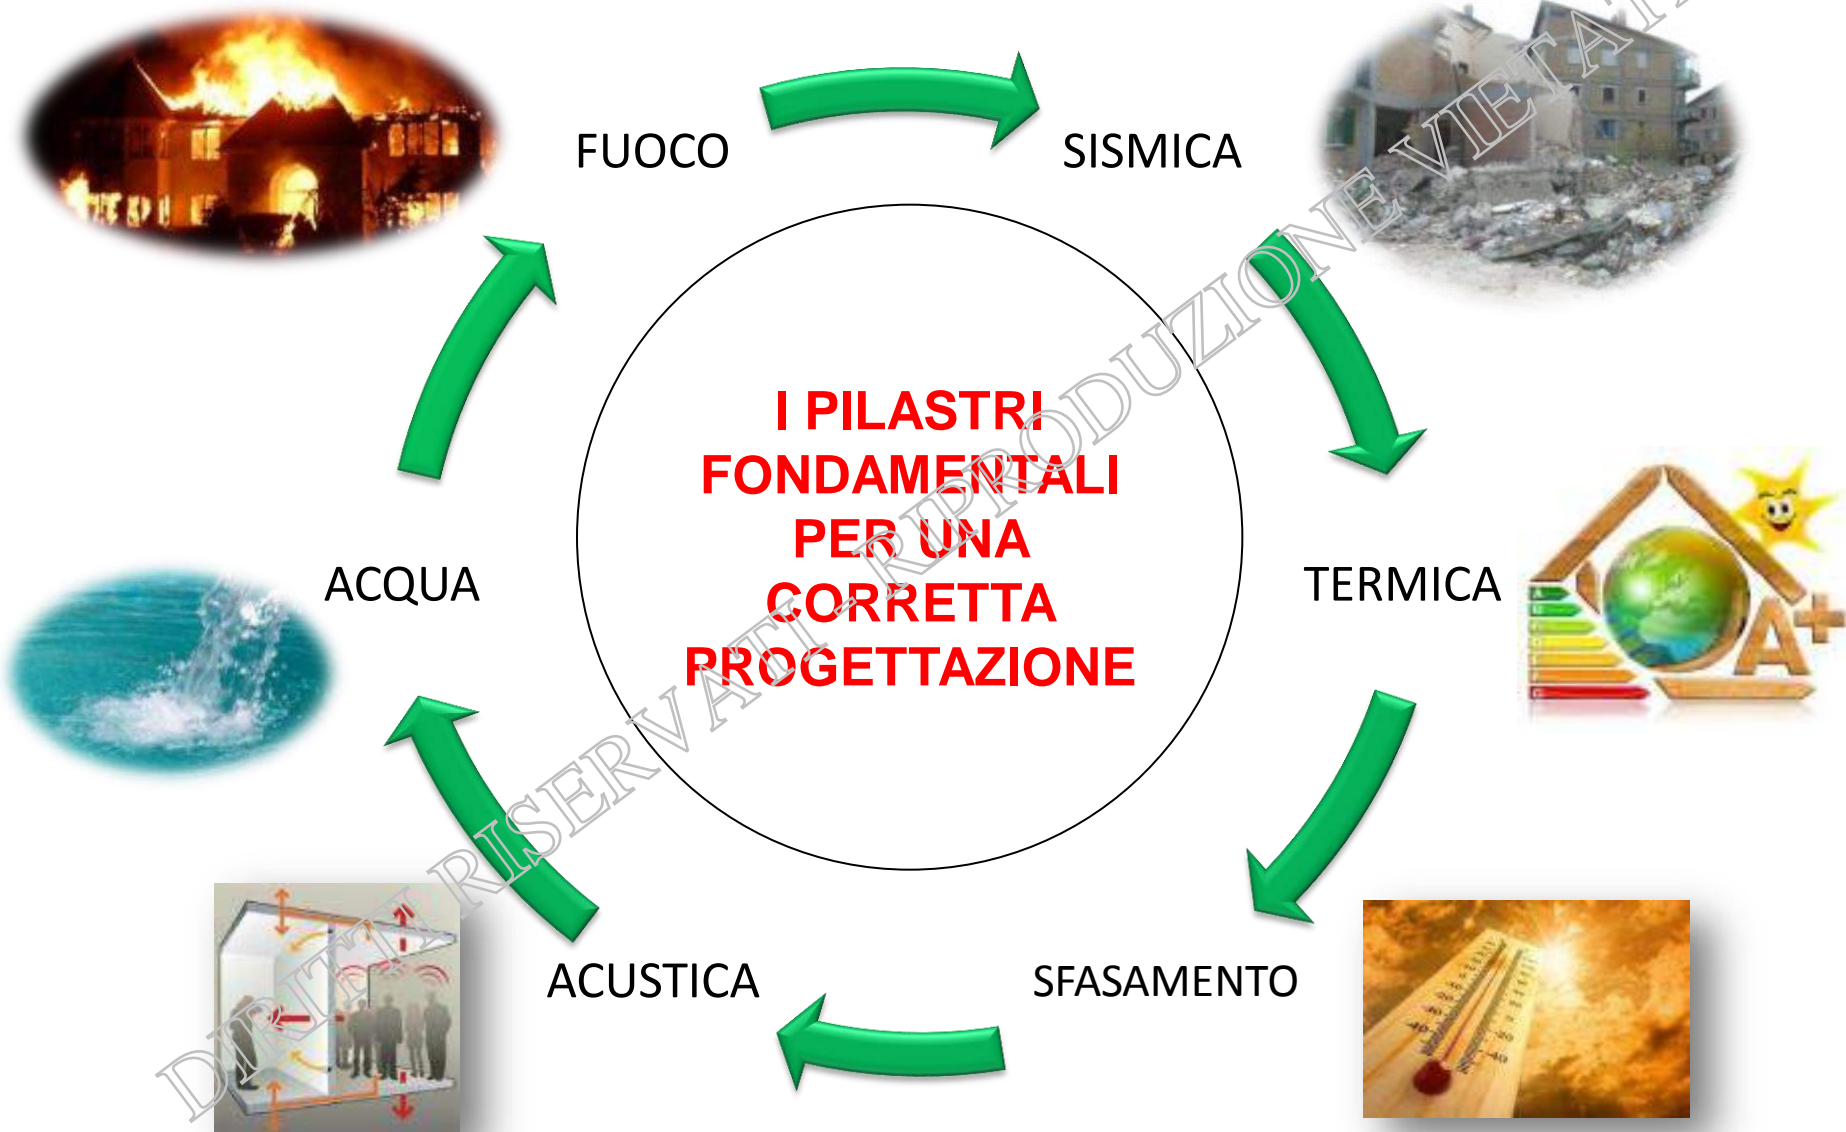 FUOCO
SISMICA
I PILASTRI
FONDAMENTALI
PER UNA
CORRETTA
PROGETTAZIONE
ACQUA
TERMICA
A+
ACUSTICA
SFASAMENTO
DIRITTI RISERVATI - RIPRODUZIONE VIETATA